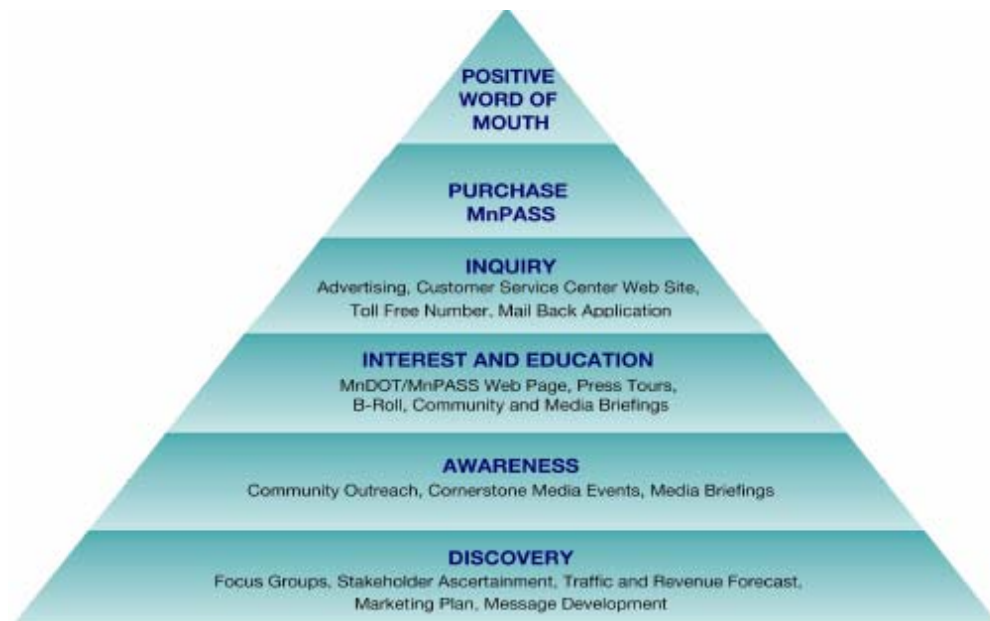 POSITIVE
WORD OF
MOUTH
PURCHASE
MnPASS
INQUIRY
Advertising, Customer Service Center Web Site,
Toll Free Number, Mail Back Application
INTEREST AND EDUCATION
MnDOT/MnPASS Web Page, Press Tours,
B-Roll, Community and Media Briefings
AWARENESS
Community Outreach, Cornerstone Media Events, Media Briefings
DISCOVERY
Focus Groups, Stakeholder Ascertainment, Traffic and Revenue Forecast,
Marketing Plan, Message Development